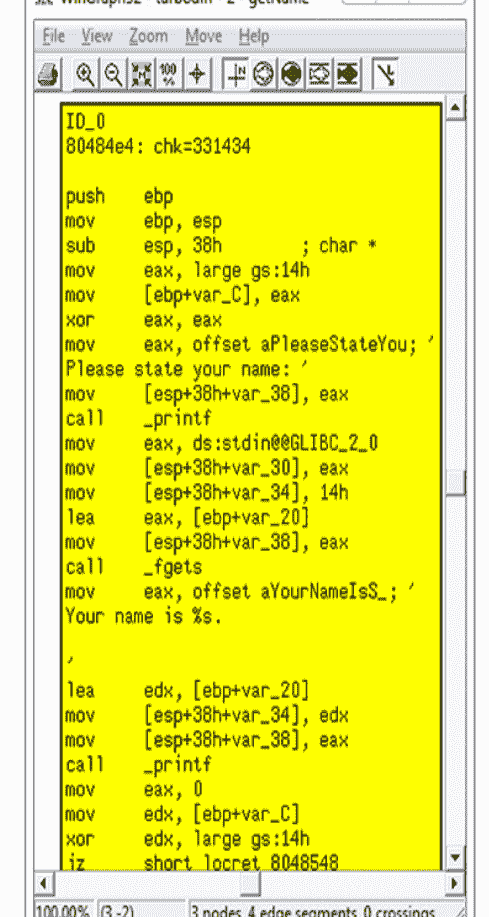 File View Zoom Move Help
100
%
N
ID_0
80484e4: chk=331434
push ebp
mov ebp, esp
sub esp, 38h ; char *
mov eax, large gs:14h
mov [ebp+var_C], eax
xor eax, eax
mov eax, offset aPleaseStateYou; ′
Please state your name: ′
mov [esp+38h+var_38], eax
call _printf
mov eax, ds:stdin@@GLIBC_2_0
mov [esp+38h+var_30], eax
mov [esp+38h+var_34], 14h
lea eax, [ebp+var_20]
mov [esp+38h+var_38], eax
call _fgets
mov eax, offset aYourNameIsS_; ′
Your name is %s.
′
lea edx, [ebp+var_20]
mov [esp+38h+var_34], edx
mov [esp+38h+var_38], eax
call _printf
mov eax, 0
mov edx, [ebp+var_C]
xor edx, large gs:14h
jz short locret_8048548
100.00% (3,-2) 3 nodes, 4 edge segments, 0 crossings